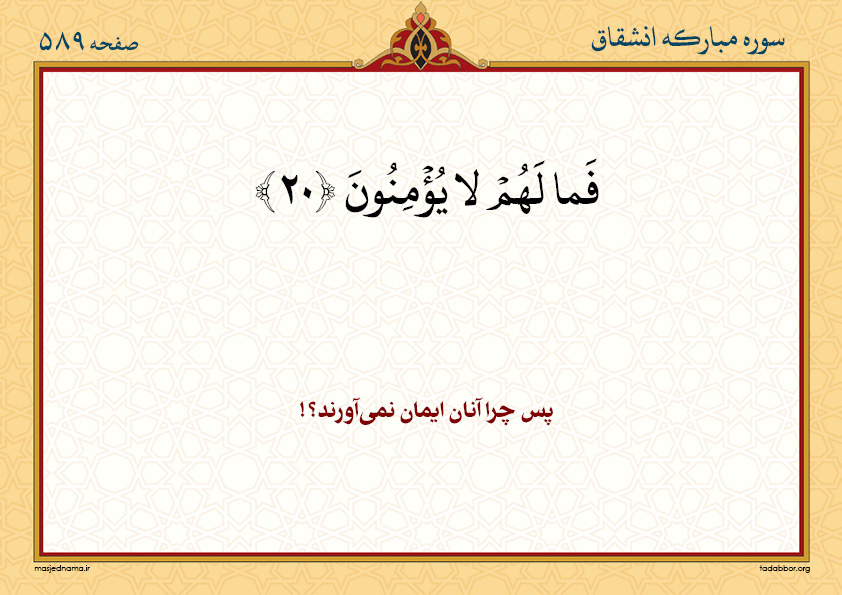 سوره مبارکه انشقاق
صفحه ۵۸۹
فَما لَهُمْ لا يُؤْمِنُونَ ﴿۲۰﴾
پس چرا آنان ایمان نمی‌آورند؟!
tadabbor.org
masjednama.ir